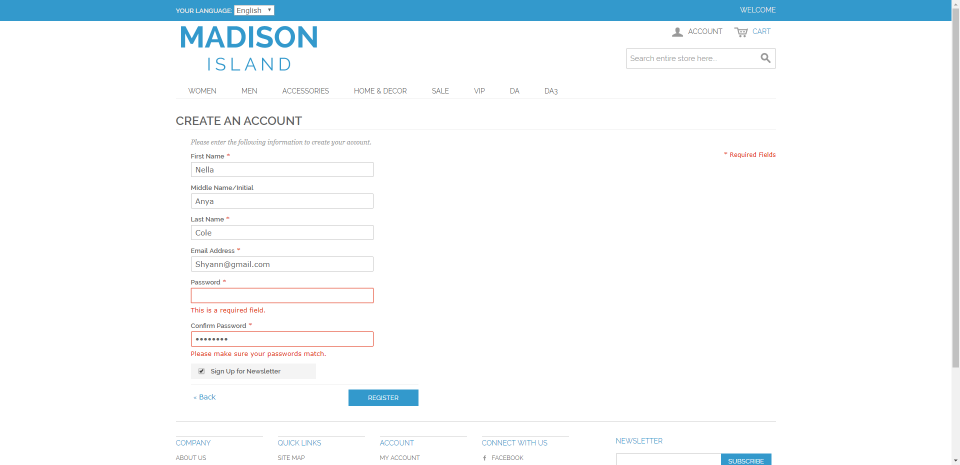 YOUR LANGUAGE: English
WELCOME
MADISON
ISLAND
ACCOUNT
CART
Search entire store here...
WOMEN MEN ACCESSORIES HOME & DECOR SALE VIP DA DA3
CREATE AN ACCOUNT
Please enter the following information to create your account.
* Required Fields
First Name *
Nella
Middle Name/Initial
Anya
Last Name *
Cole
Email Address *
Shyann@gmail.com
Password *
This is a required field.
Confirm Password *
••••••••
Please make sure your passwords match.
Sign Up for Newsletter
« Back
REGISTER
COMPANY QUICK LINKS ACCOUNT CONNECT WITH US NEWSLETTER
ABOUT US SITE MAP MY ACCOUNT FACEBOOK
SUBSCRIBE